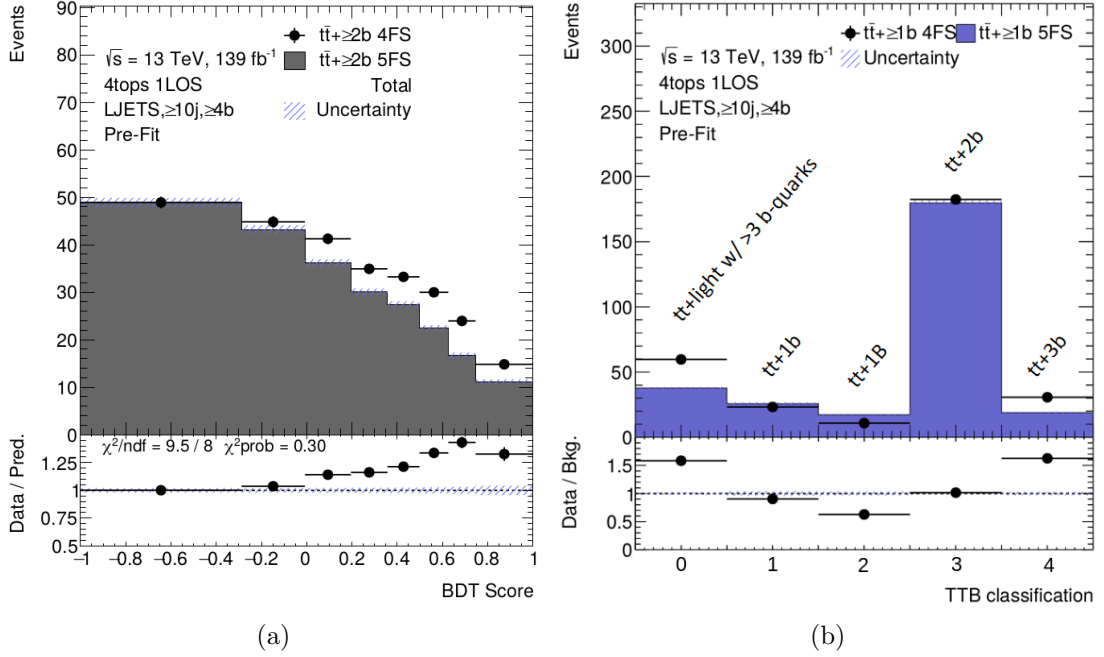 Events
90
80
70
60
50
40
30
20
10
0
√s = 13 TeV, 139 fb⁻¹
4tops 1LOS
LJETS,≥10j,≥4b
Pre-Fit
tt̄+≥2b 4FS
tt̄+≥2b 5FS
Total
Uncertainty
Data / Pred.
χ²/ndf = 9.5 / 8 χ²prob = 0.30
1.25
1
0.75
0.5
−1 −0.8 −0.6 −0.4 −0.2 0 0.2 0.4 0.6 0.8 1
BDT Score
(a)
Events
300
250
200
150
100
50
0
√s = 13 TeV, 139 fb⁻¹
4tops 1LOS
LJETS,≥10j,≥4b
Pre-Fit
tt̄+≥1b 4FS tt̄+≥1b 5FS
Uncertainty
tt+light w/ >3 b-quarks
tt+1b
tt+1B
tt+2b
tt+3b
Data / Bkg.
1.5
1
0.5
0
0 1 2 3 4
TTB classification
(b)